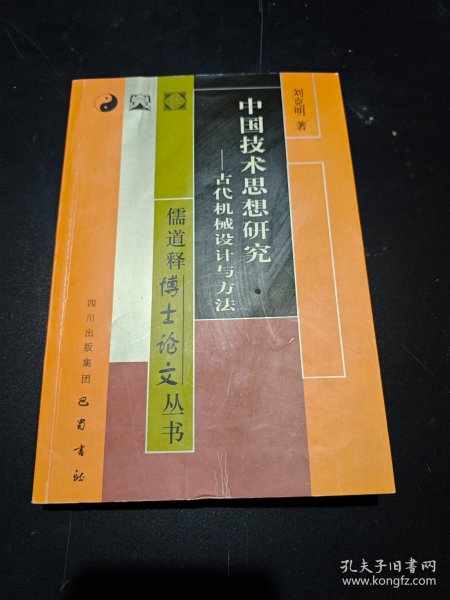 刘克明 著
中国技术思想研究
——古代机械设计与方法
儒道释博士论文丛书
四川出版集团 巴蜀书社
孔夫子旧书网
www.kongfz.com